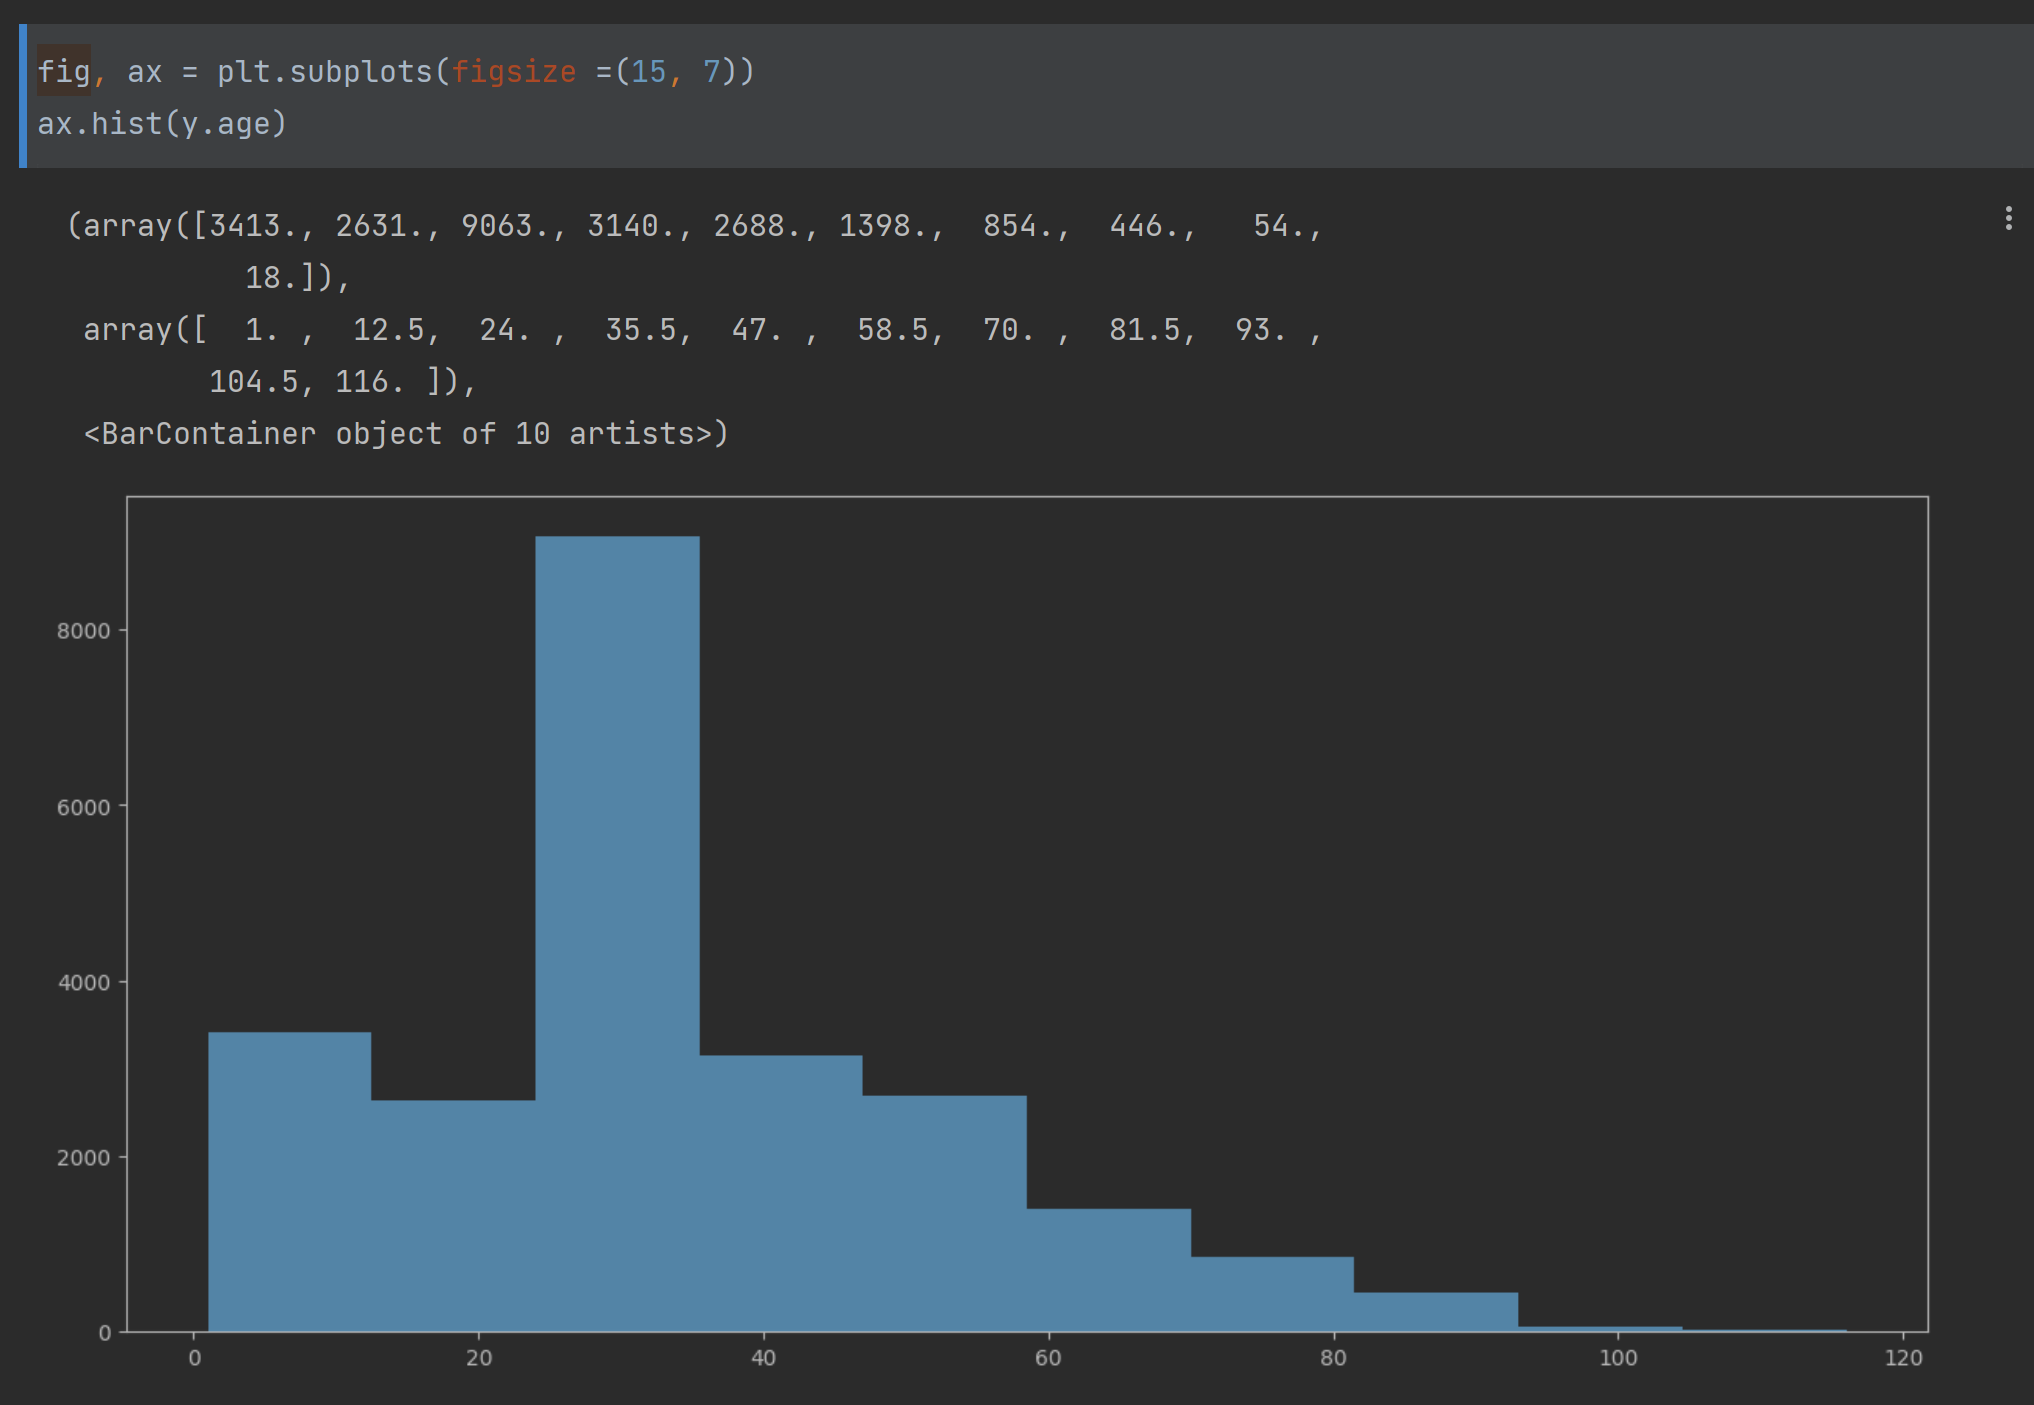 fig, ax = plt.subplots(figsize =(15, 7))
ax.hist(y.age)
(array([3413., 2631., 9063., 3140., 2688., 1398.,  854.,  446.,   54.,
          18.]),
 array([  1. ,  12.5,  24. ,  35.5,  47. ,  58.5,  70. ,  81.5,  93. ,
        104.5, 116. ]),
 <BarContainer object of 10 artists>)
8000
6000
4000
2000
0
0 20 40 60 80 100 120